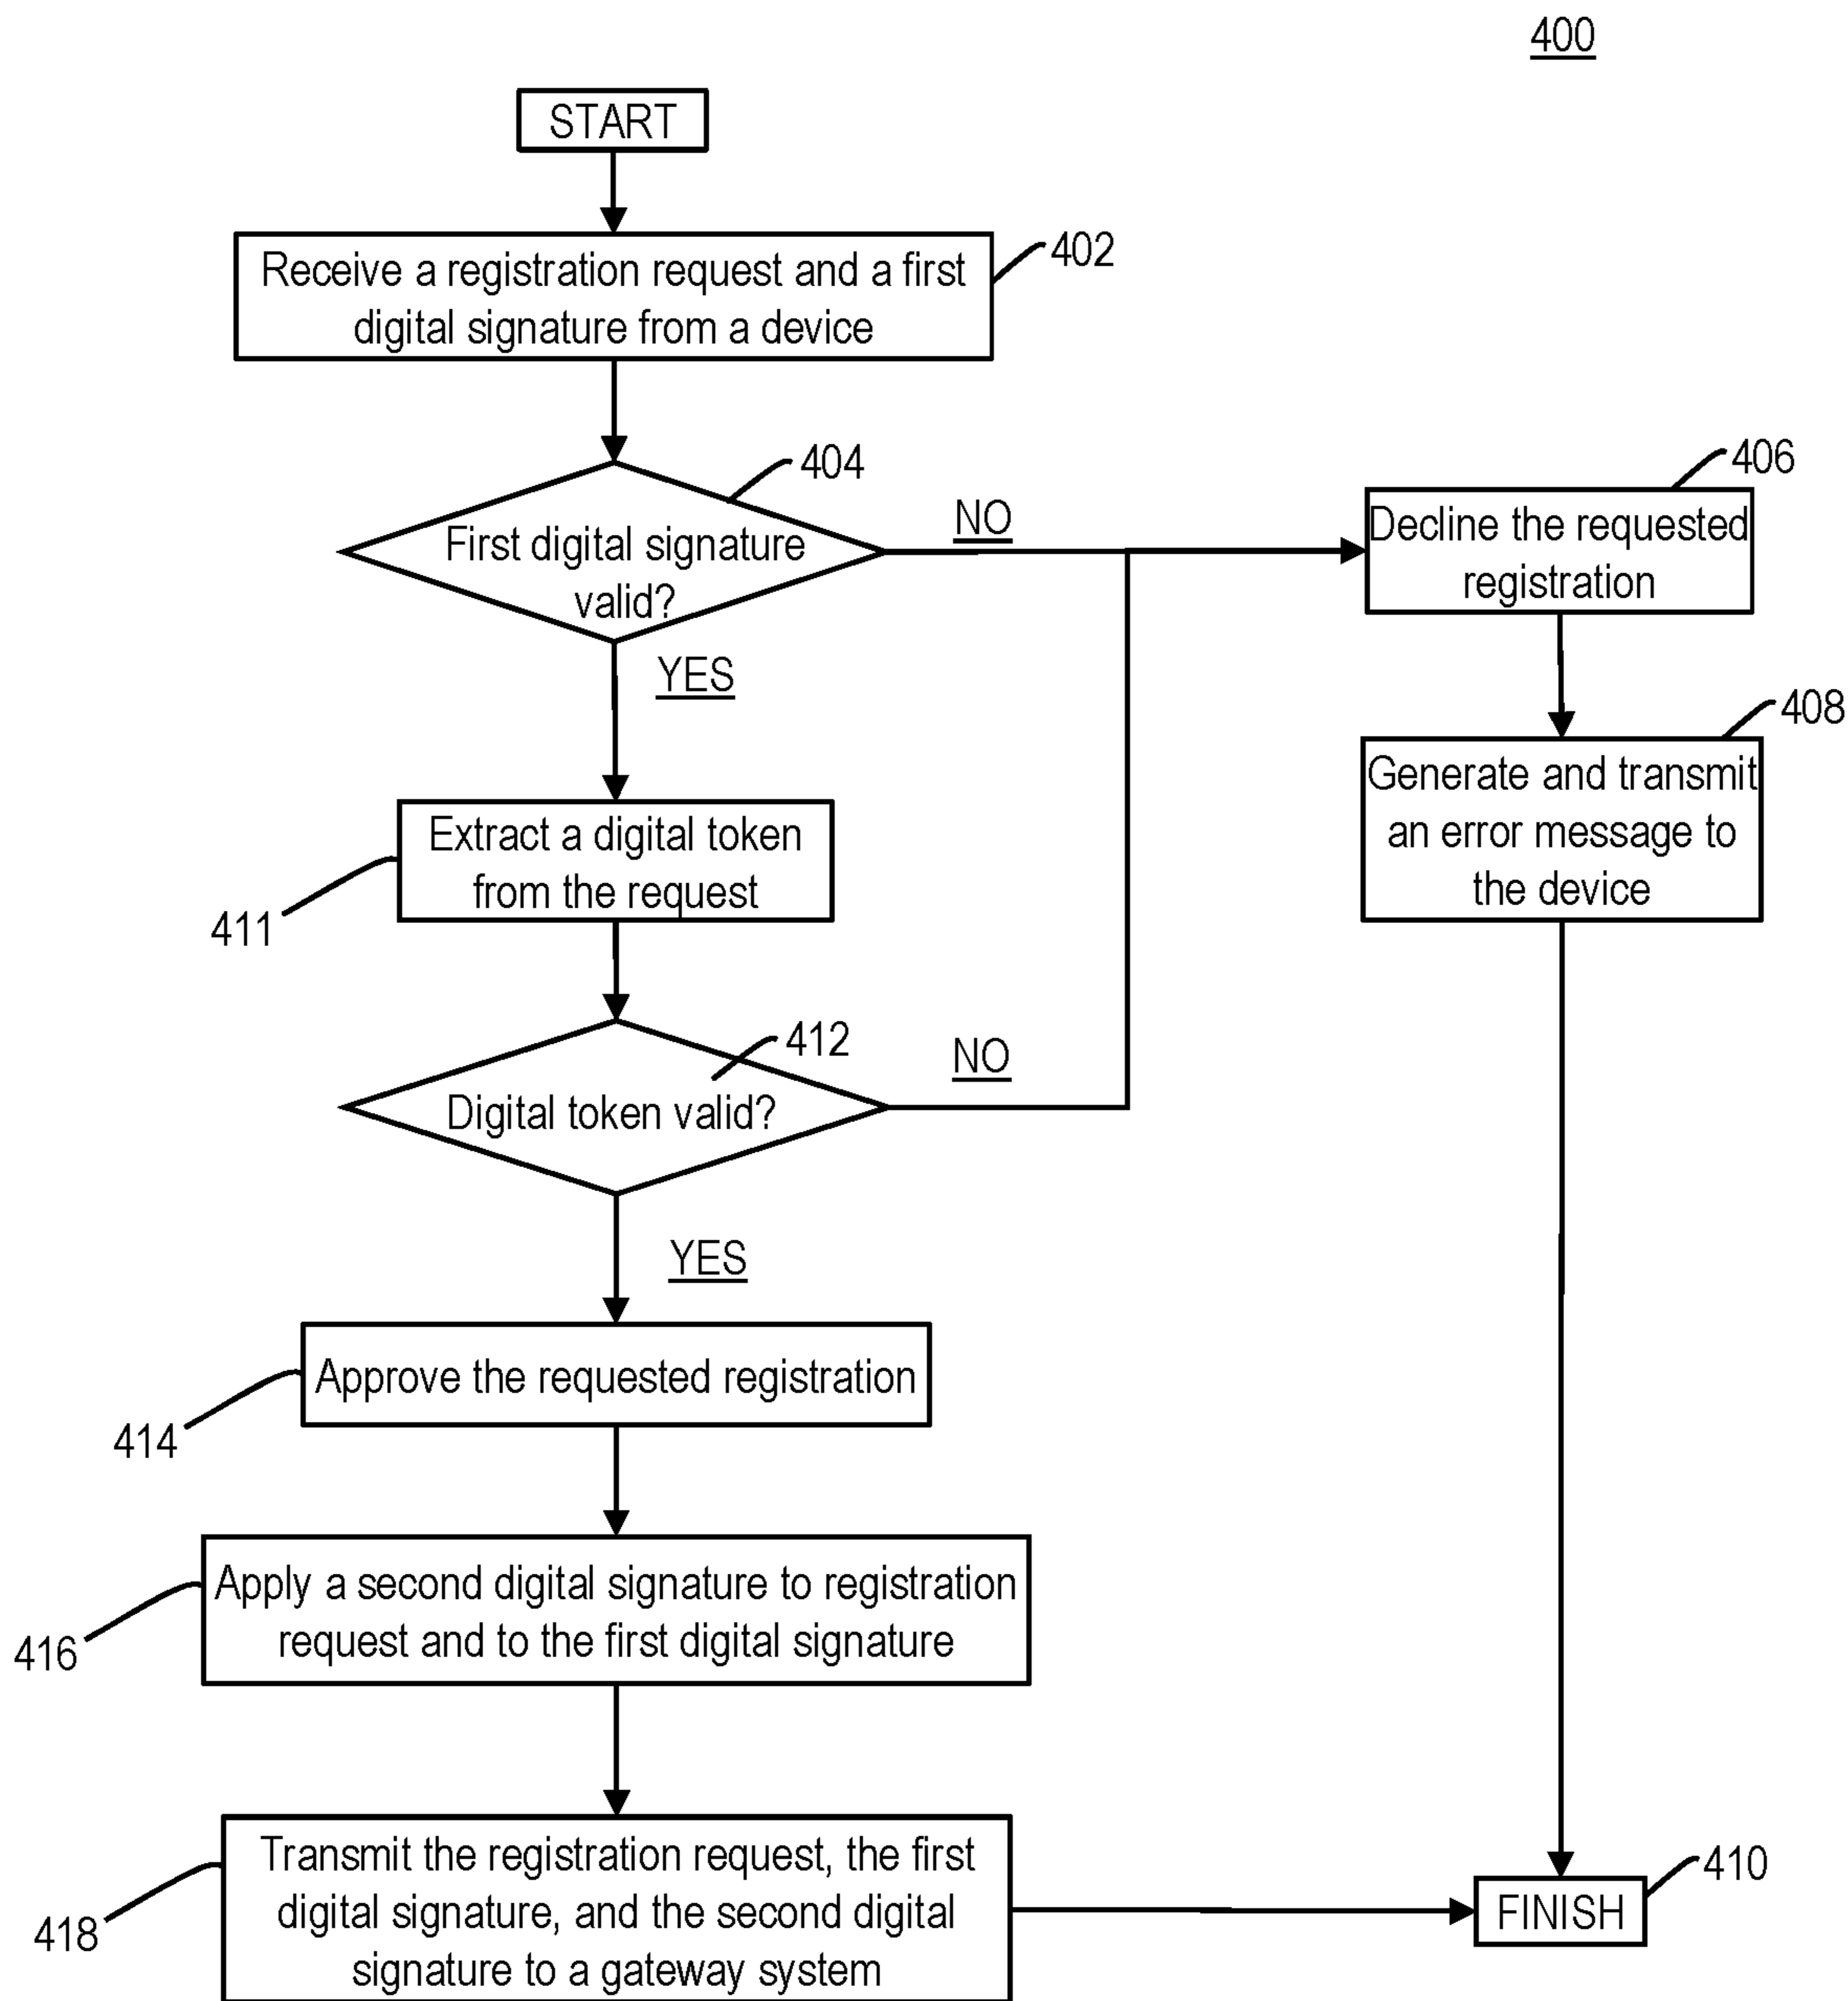 400
START
Receive a registration request and a first
digital signature from a device
402
First digital signature
valid?
404
NO
Decline the requested
registration
406
YES
Generate and transmit
an error message to
the device
408
Extract a digital token
from the request
411
Digital token valid?
412
NO
YES
Approve the requested registration
414
Apply a second digital signature to registration
request and to the first digital signature
416
Transmit the registration request, the first
digital signature, and the second digital
signature to a gateway system
418
FINISH
410